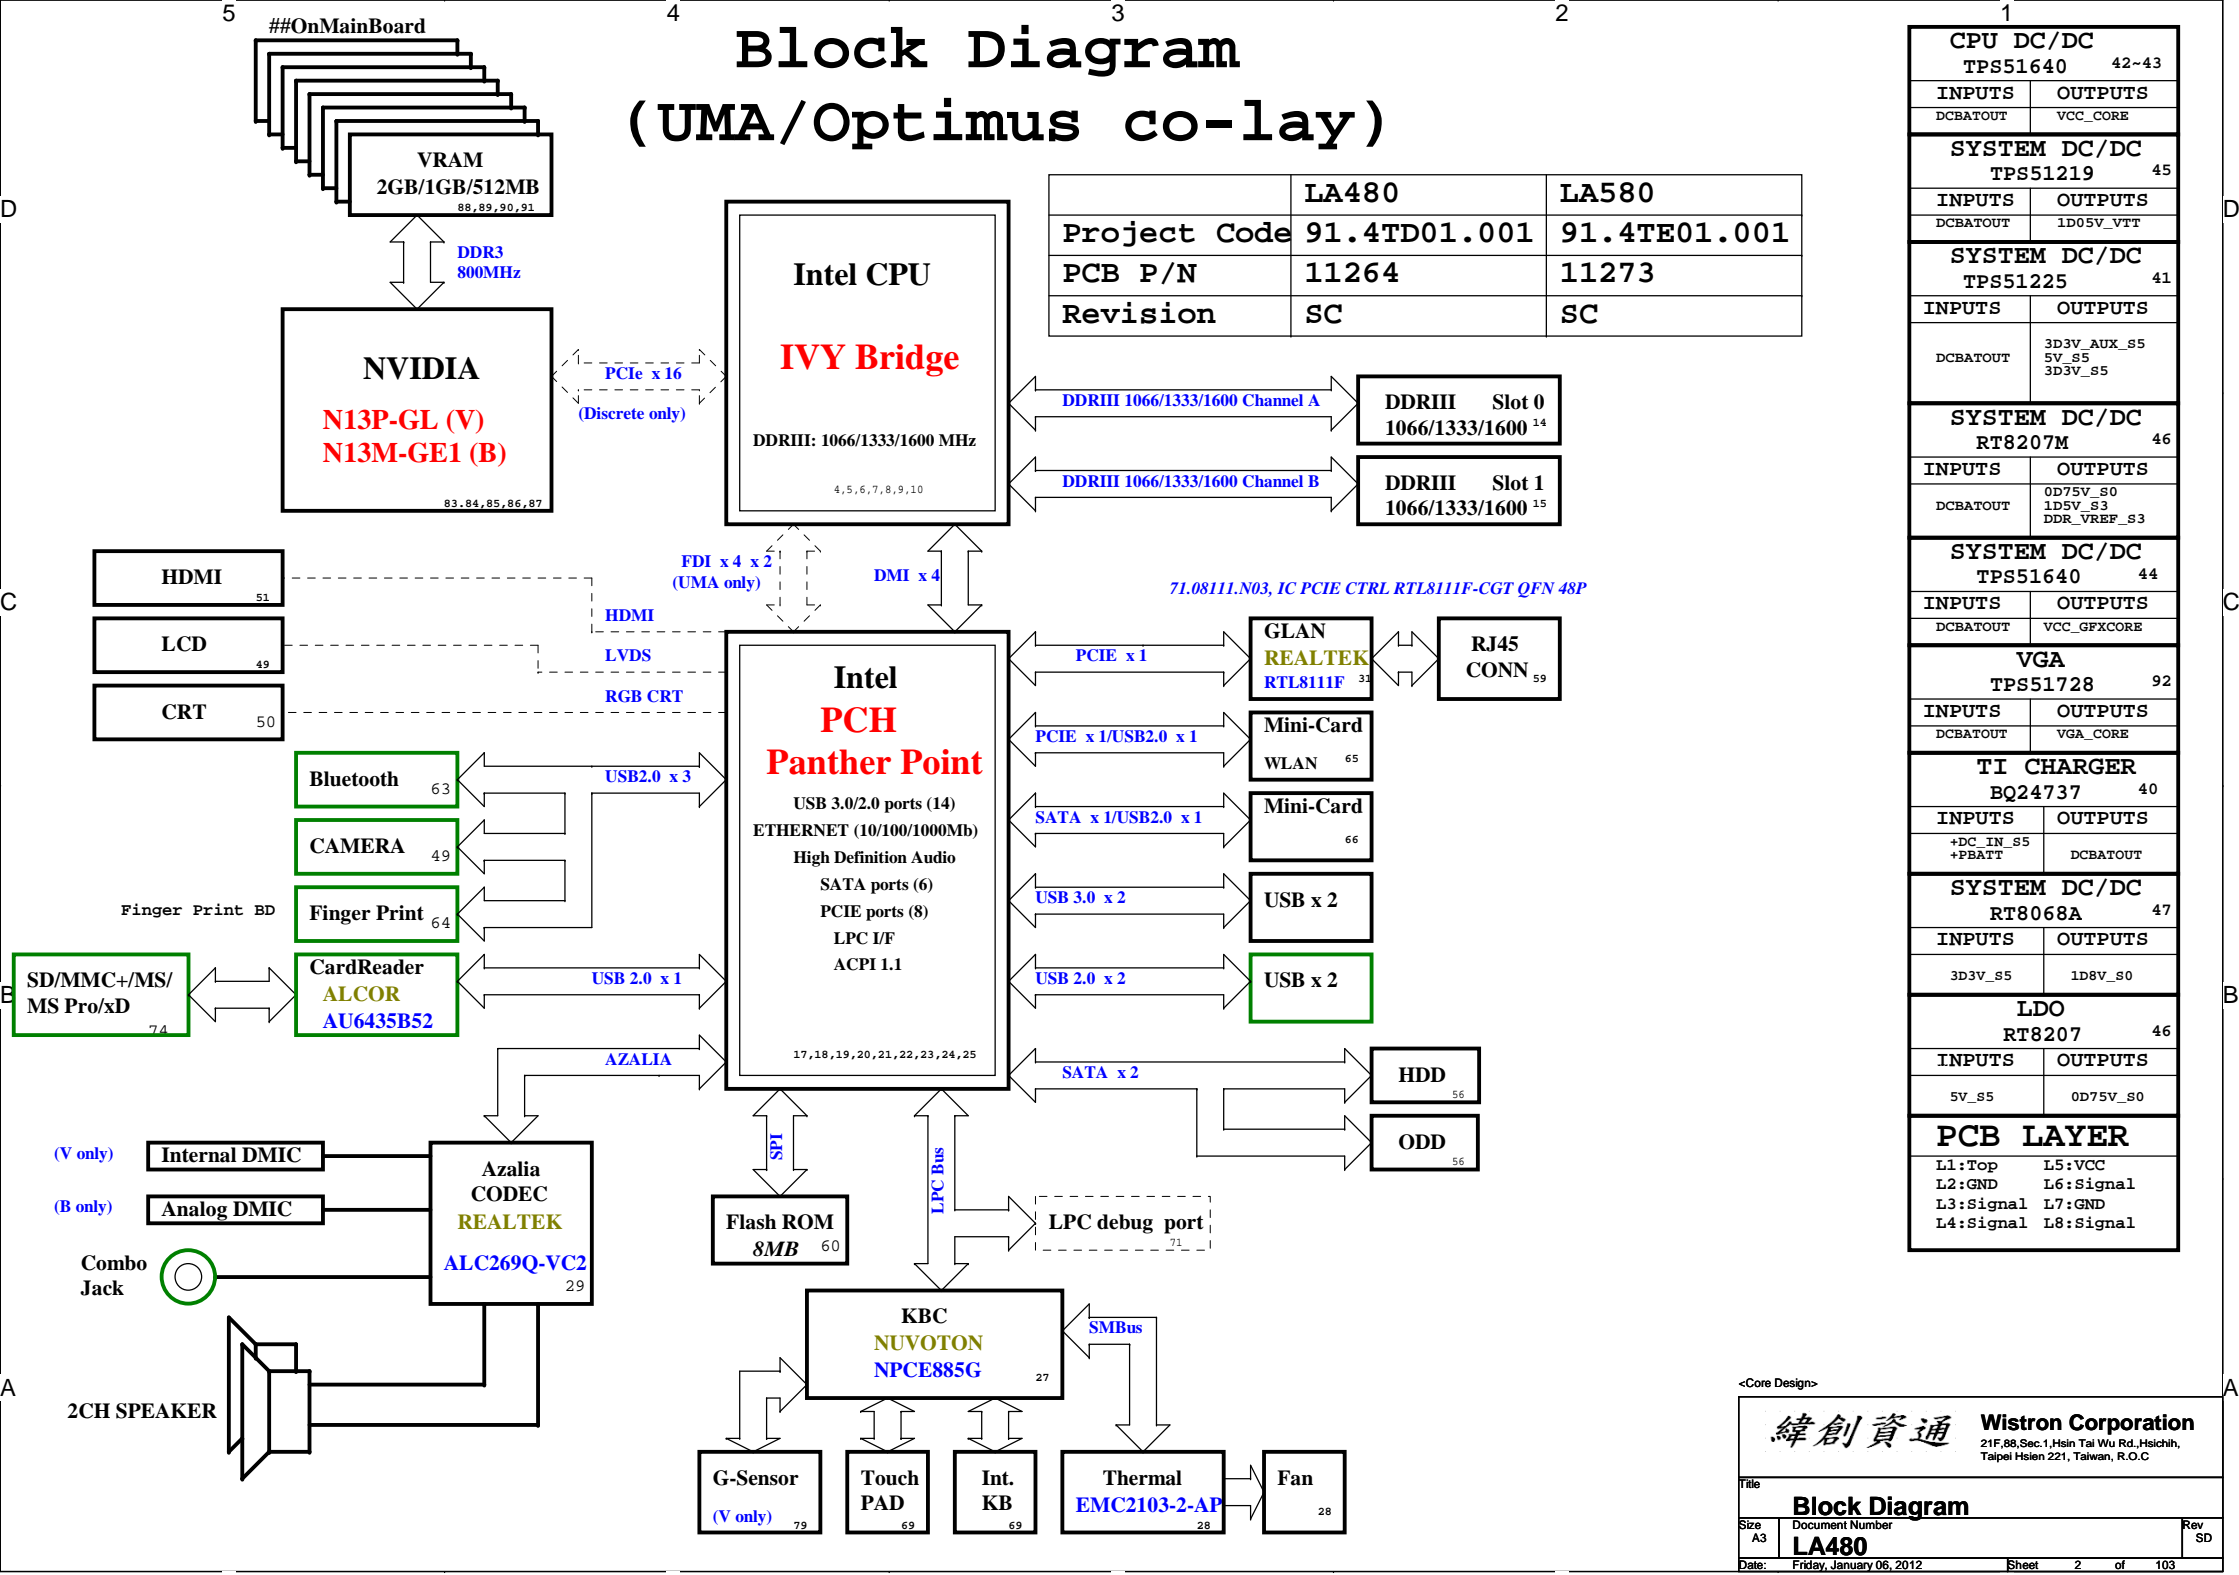 5 4 3 2 1
##OnMainBoard
Block Diagram
(UMA/Optimus co-lay)
VRAM
2GB/1GB/512MB
88,89,90,91
DDR3
800MHz
NVIDIA
N13P-GL (V)
N13M-GE1 (B)
83.84,85,86,87
PCIe x 16
(Discrete only)
Intel CPU
IVY Bridge
DDRIII: 1066/1333/1600 MHz
4,5,6,7,8,9,10
LA480 LA580
Project Code 91.4TD01.001 91.4TE01.001
PCB P/N 11264 11273
Revision SC SC
DDRIII 1066/1333/1600 Channel A
DDRIII Slot 0
1066/1333/1600 14
DDRIII 1066/1333/1600 Channel B
DDRIII Slot 1
1066/1333/1600 15
FDI x 4 x 2
(UMA only)
DMI x 4
HDMI
51
LCD
49
CRT
50
HDMI
LVDS
RGB CRT
Intel
PCH
Panther Point
USB 3.0/2.0 ports (14)
ETHERNET (10/100/1000Mb)
High Definition Audio
SATA ports (6)
PCIE ports (8)
LPC I/F
ACPI 1.1
17,18,19,20,21,22,23,24,25
71.08111.N03, IC PCIE CTRL RTL8111F-CGT QFN 48P
PCIE x 1
GLAN
REALTEK
RTL8111F 31
RJ45
CONN 59
PCIE x 1/USB2.0 x 1
Mini-Card
WLAN 65
SATA x 1/USB2.0 x 1
Mini-Card
66
USB 3.0 x 2
USB x 2
USB 2.0 x 2
USB x 2
SATA x 2
HDD
56
ODD
56
Bluetooth
63
USB2.0 x 3
CAMERA
49
Finger Print BD
Finger Print
64
SD/MMC+/MS/
MS Pro/xD
74
CardReader
ALCOR
AU6435B52
USB 2.0 x 1
AZALIA
(V only)
Internal DMIC
(B only)
Analog DMIC
Combo
Jack
Azalia
CODEC
REALTEK
ALC269Q-VC2
29
2CH SPEAKER
SPI
Flash ROM
8MB 60
LPC Bus
LPC debug port
71
KBC
NUVOTON
NPCE885G
27
SMBus
G-Sensor
(V only) 79
Touch
PAD
69
Int.
KB
69
Thermal
EMC2103-2-AP
28
Fan
28
CPU DC/DC
TPS51640 42~43
INPUTS OUTPUTS
DCBATOUT VCC_CORE
SYSTEM DC/DC
TPS51219 45
INPUTS OUTPUTS
DCBATOUT 1D05V_VTT
SYSTEM DC/DC
TPS51225 41
INPUTS OUTPUTS
DCBATOUT
3D3V_AUX_S5
5V_S5
3D3V_S5
SYSTEM DC/DC
RT8207M 46
INPUTS OUTPUTS
DCBATOUT
0D75V_S0
1D5V_S3
DDR_VREF_S3
SYSTEM DC/DC
TPS51640 44
INPUTS OUTPUTS
DCBATOUT VCC_GFXCORE
VGA
TPS51728 92
INPUTS OUTPUTS
DCBATOUT VGA_CORE
TI CHARGER
BQ24737 40
INPUTS OUTPUTS
+DC_IN_S5
+PBATT
DCBATOUT
SYSTEM DC/DC
RT8068A 47
INPUTS OUTPUTS
3D3V_S5 1D8V_S0
LDO
RT8207 46
INPUTS OUTPUTS
5V_S5 0D75V_S0
PCB LAYER
L1:Top L5:VCC
L2:GND L6:Signal
L3:Signal L7:GND
L4:Signal L8:Signal
D D
C C
B B
A A
<Core Design>
緯創資通
Wistron Corporation
21F,88,Sec.1,Hsin Tai Wu Rd.,Hsichih,
Taipei Hsien 221, Taiwan, R.O.C
Title
Block Diagram
Size
A3
Document Number
LA480
Rev
SD
Date: Friday, January 06, 2012 Sheet 2 of 103